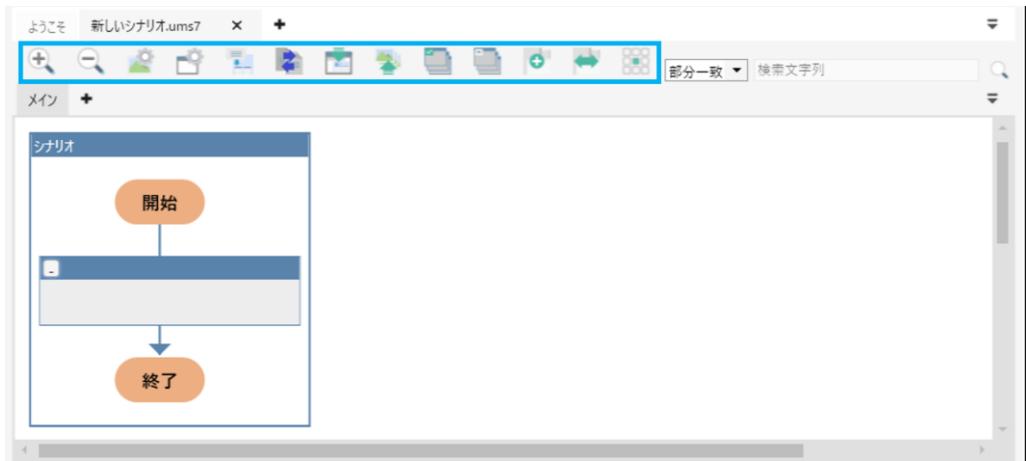 ようこそ 新しいシナリオ.ums7 × +
部分一致 検索文字列
メイン +
シナリオ
開始
-
終了